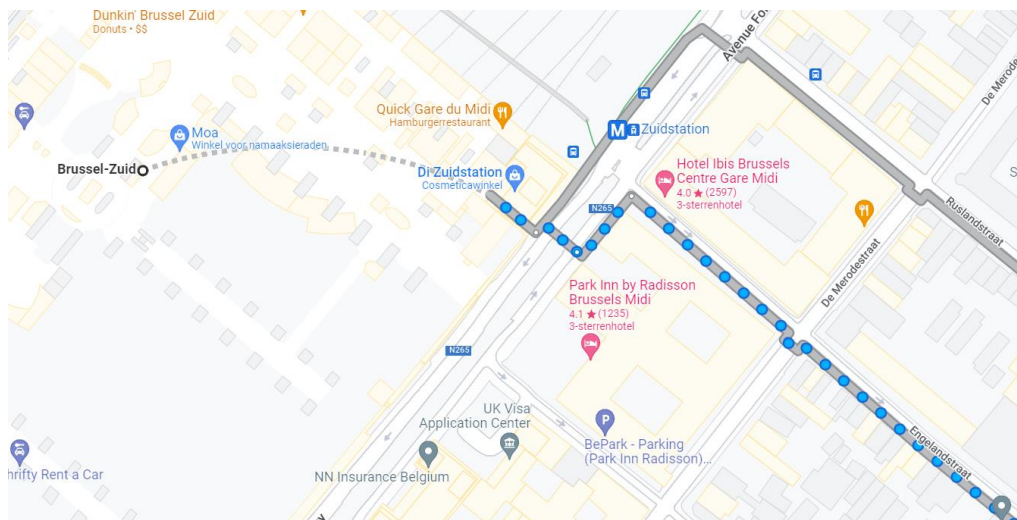 Dunkin' Brussel Zuid
Donuts • $$
Avenue Fo
De Merode
Quick Gare du Midi
Hamburgerrestaurant
M Zuidstation
Moa
Winkel voor namaaksieraden
Brussel-Zuid
Di Zuidstation
Cosmeticawinkel
Hotel Ibis Brussels
Centre Gare Midi
4.0 ★ (2597)
3-sterrenhotel
S
N265
Ruslandstraat
De Merodestraat
Park Inn by Radisson
Brussels Midi
4.1 ★ (1235)
3-sterrenhotel
N265
UK Visa
Application Center
P
BePark - Parking
(Park Inn Radisson)...
Engelandstraat
NN Insurance Belgium
hrifty Rent a Car